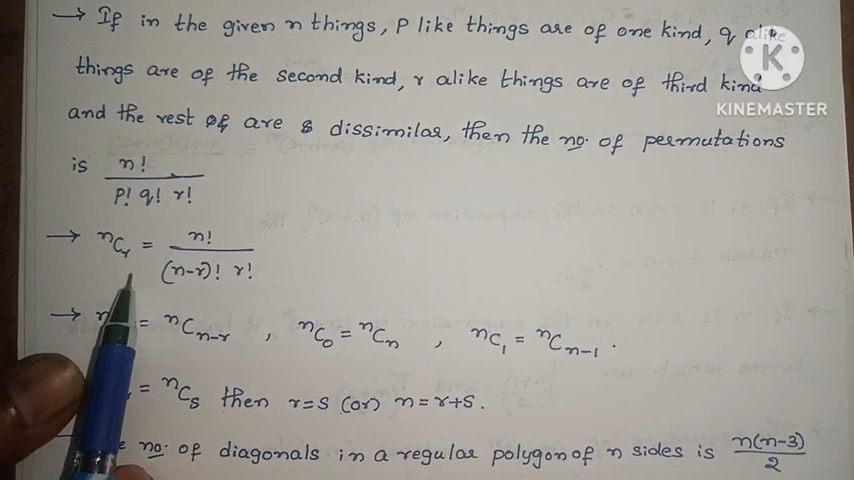 → If in the given n things, P like things are of one kind, q alike
things are of the second kind, r alike things are of third kind
and the rest of are dissimilar, then the no. of permutations
is n! / P! q! r!
→ nCr = n! / (n-r)! r!
→ n = nCn-r , nC0 = nCn , nC1 = nCn-1 .
= nCs then r=s (or) n=r+s.
no. of diagonals in a regular polygon of n sides is n(n-3) / 2
K
KINEMASTER